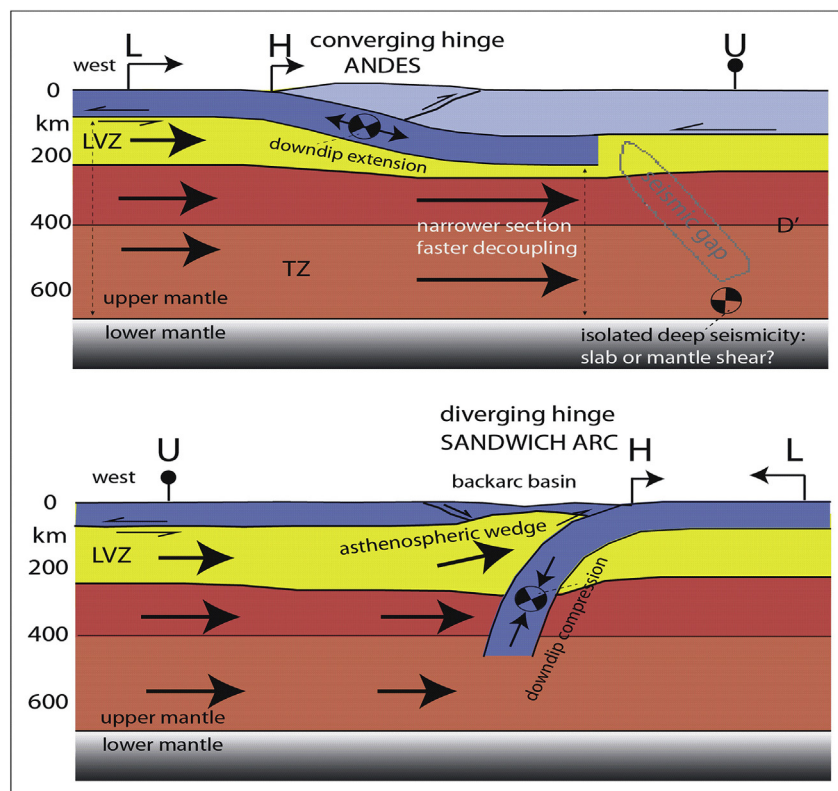 converging hinge
ANDES
L
H
U
west
0
km
200
400
600
LVZ
downdip extension
narrower section
faster decoupling
seismic gap
D'
TZ
upper mantle
lower mantle
isolated deep seismicity:
slab or mantle shear?
diverging hinge
SANDWICH ARC
U
H
L
west
backarc basin
0
km
200
400
600
LVZ
asthenospheric wedge
downdip compression
upper mantle
lower mantle